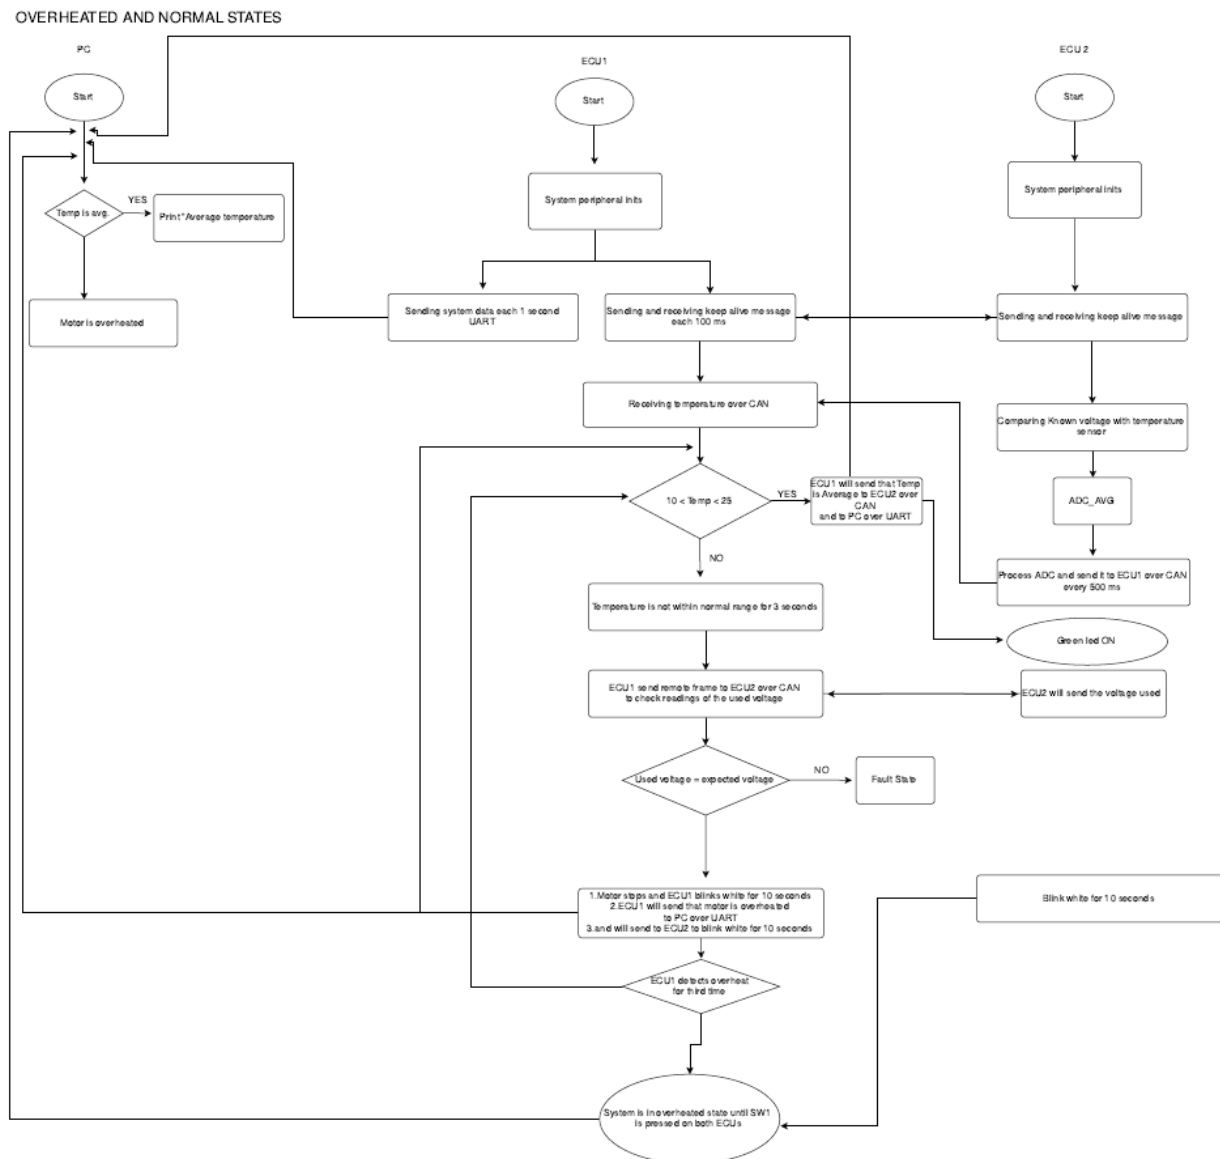 OVERHEATED AND NORMAL STATES
PC
ECU1
ECU 2
Start
Start
Start
System peripheral inits
System peripheral inits
Temp is avg.
YES
Print "Average temperature
Motor is overheated
Sending system data each 1 second
UART
Sending and receiving keep alive message
each 100 ms
Sending and receiving keep alive message
Receiving temperature over CAN
Comparing Known voltage with temperature
sensor
10 < Temp < 25
YES
ECU1 will send that Temp
is Average to ECU2 over
CAN
and to PC over UART
ADC_AVG
NO
Process ADC and send it to ECU1 over CAN
every 500 ms
Temperature is not within normal range for 3 seconds
Green led ON
ECU1 send remote frame to ECU2 over CAN
to check readings of the used voltage
ECU2 will send the voltage used
Used voltage = expected voltage
NO
Fault State
1.Motor stops and ECU1 blinks white for 10 seconds
2.ECU1 will send that motor is overheated
to PC over UART
3.and will send to ECU2 to blink white for 10 seconds
Blink white for 10 seconds
ECU1 detects overheat
for third time
System is in overheated state until SW1
is pressed on both ECUs